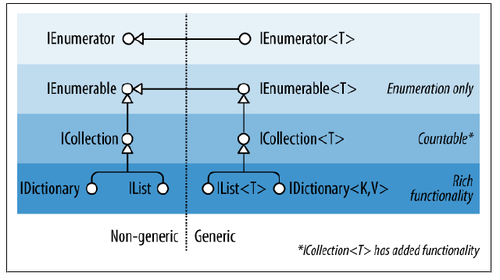 IEnumerator IEnumerator<T>
IEnumerable IEnumerable<T> Enumeration only
ICollection ICollection<T> Countable*
IDictionary IList IList<T> IDictionary<K,V> Rich
functionality
Non-generic Generic
*ICollection<T> has added functionality